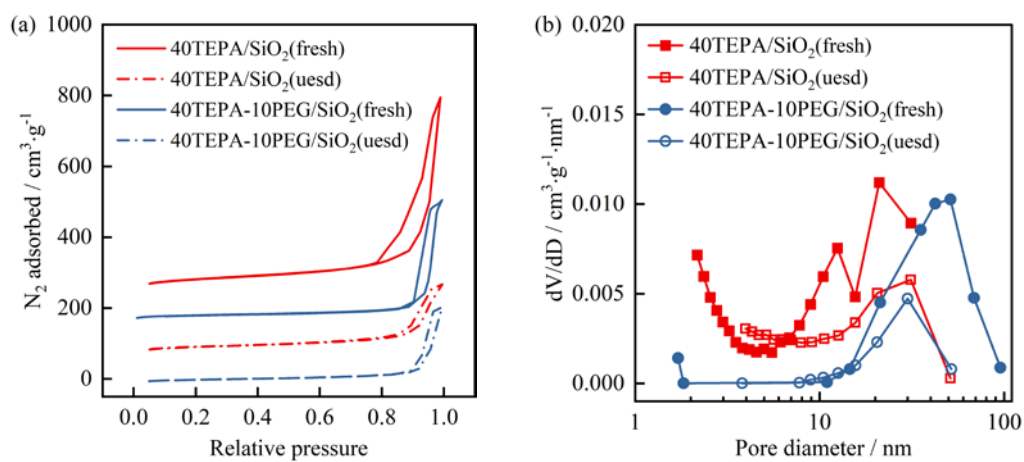 (a)
1000
800
600
400
200
0
N₂ adsorbed / cm³·g⁻¹
40TEPA/SiO₂(fresh)
40TEPA/SiO₂(uesd)
40TEPA-10PEG/SiO₂(fresh)
40TEPA-10PEG/SiO₂(uesd)
0.0 0.2 0.4 0.6 0.8 1.0
Relative pressure
(b)
0.020
0.015
0.010
0.005
0.000
dV/dD / cm³·g⁻¹·nm⁻¹
40TEPA/SiO₂(fresh)
40TEPA/SiO₂(uesd)
40TEPA-10PEG/SiO₂(fresh)
40TEPA-10PEG/SiO₂(uesd)
1 10 100
Pore diameter / nm